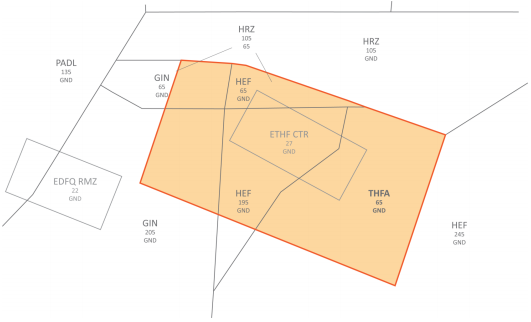 HRZ
105
65
HRZ
105
GND
PADL
135
GND
GIN
65
GND
HEF
65
GND
ETHF CTR
27
GND
EDFQ RMZ
22
GND
HEF
195
GND
THFA
65
GND
GIN
205
GND
HEF
245
GND